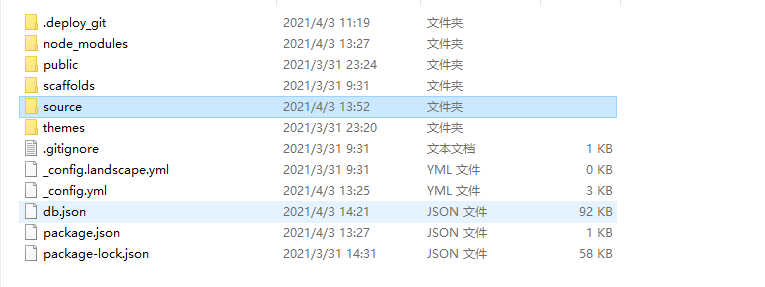 .deploy_git 2021/4/3 11:19 文件夹
node_modules 2021/4/3 13:27 文件夹
public 2021/3/31 23:24 文件夹
scaffolds 2021/3/31 9:31 文件夹
source 2021/4/3 13:52 文件夹
themes 2021/3/31 23:20 文件夹
.gitignore 2021/3/31 9:31 文本文档 1 KB
_config.landscape.yml 2021/3/31 9:31 YML 文件 0 KB
_config.yml 2021/4/3 13:25 YML 文件 3 KB
db.json 2021/4/3 14:21 JSON 文件 92 KB
package.json 2021/4/3 13:27 JSON 文件 1 KB
package-lock.json 2021/3/31 14:31 JSON 文件 58 KB